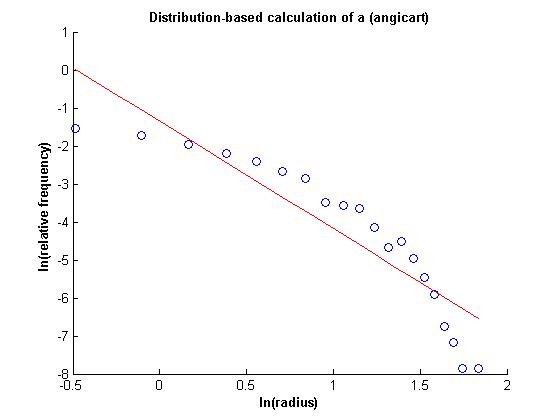 Distribution-based calculation of a (angicart)
1
0
-1
-2
-3
-4
-5
-6
-7
-8
ln(relative frequency)
-0.5 0 0.5 1 1.5 2
ln(radius)